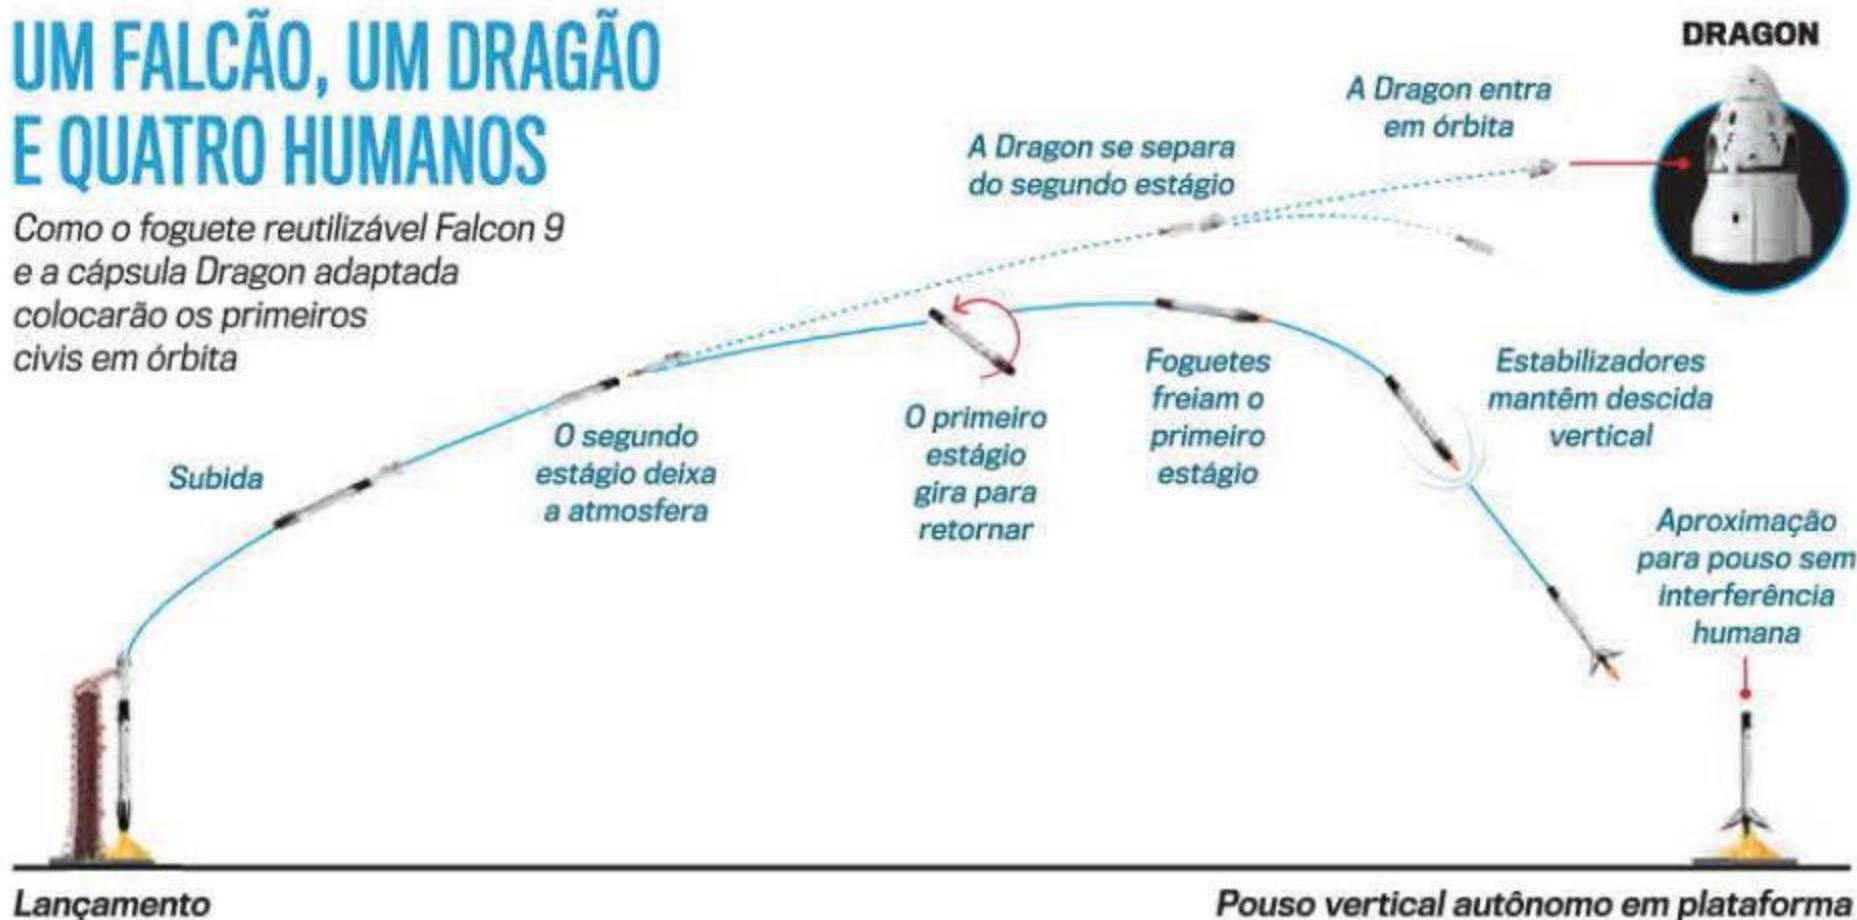 UM FALCÃO, UM DRAGÃO
E QUATRO HUMANOS
Como o foguete reutilizável Falcon 9
e a cápsula Dragon adaptada
colocarão os primeiros
civis em órbita
Subida
O segundo
estágio deixa
a atmosfera
O primeiro
estágio
gira para
retornar
A Dragon se separa
do segundo estágio
A Dragon entra
em órbita
DRAGON
Foguetes
freiam o
primeiro
estágio
Estabilizadores
mantêm descida
vertical
Aproximação
para pouso sem
interferência
humana
Lançamento
Pouso vertical autônomo em plataforma